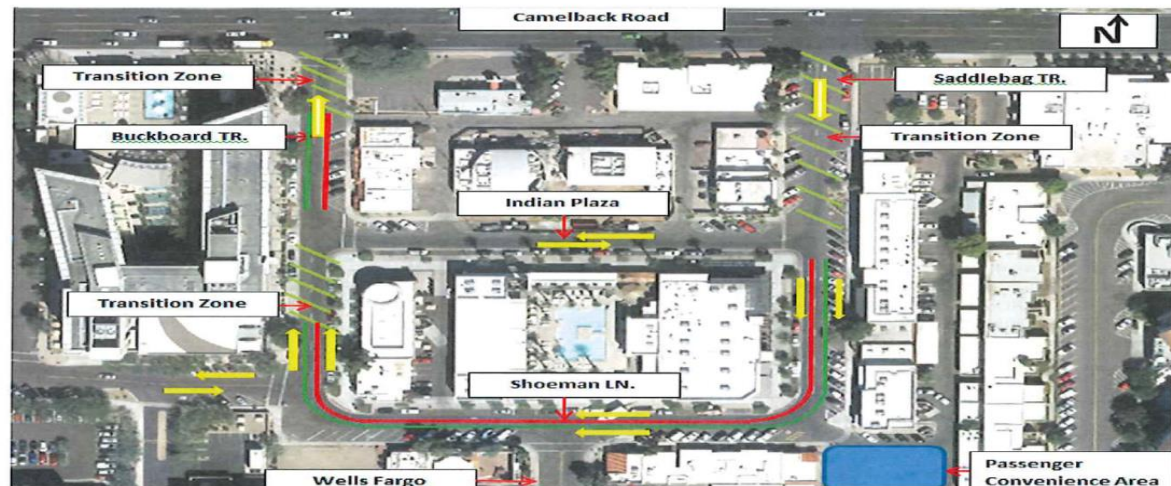 Camelback Road
N
Transition Zone
Saddlebag TR.
Buckboard TR.
Transition Zone
Indian Plaza
Transition Zone
Shoeman LN.
Wells Fargo
Passenger
Convenience Area